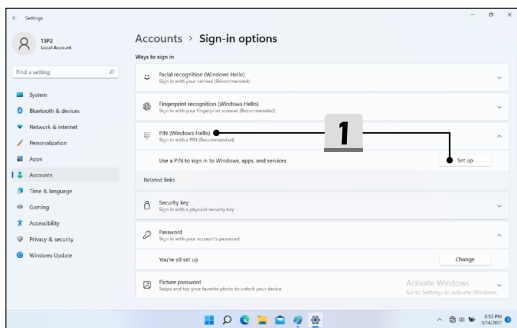 Settings
13P2
Local Account
Find a setting
System
Bluetooth & devices
Network & internet
Personalization
Apps
Accounts
Time & language
Gaming
Accessibility
Privacy & security
Windows Update
Accounts > Sign-in options
Ways to sign in
Facial recognition (Windows Hello)
Sign in with your camera (Recommended)
Fingerprint recognition (Windows Hello)
Sign in with your fingerprint scanner (Recommended)
PIN (Windows Hello)
Sign in with a PIN (Recommended)
1
Use a PIN to sign in to Windows, apps, and services
Set up
Related links
Security key
Sign in with a physical security key
Password
Sign in with your account's password
You're all set up
Change
Picture password
Swipe and tap your favorite photo to unlock your device
Activate Windows
Go to Settings to activate Windows.
6:55 PM
9/14/2021